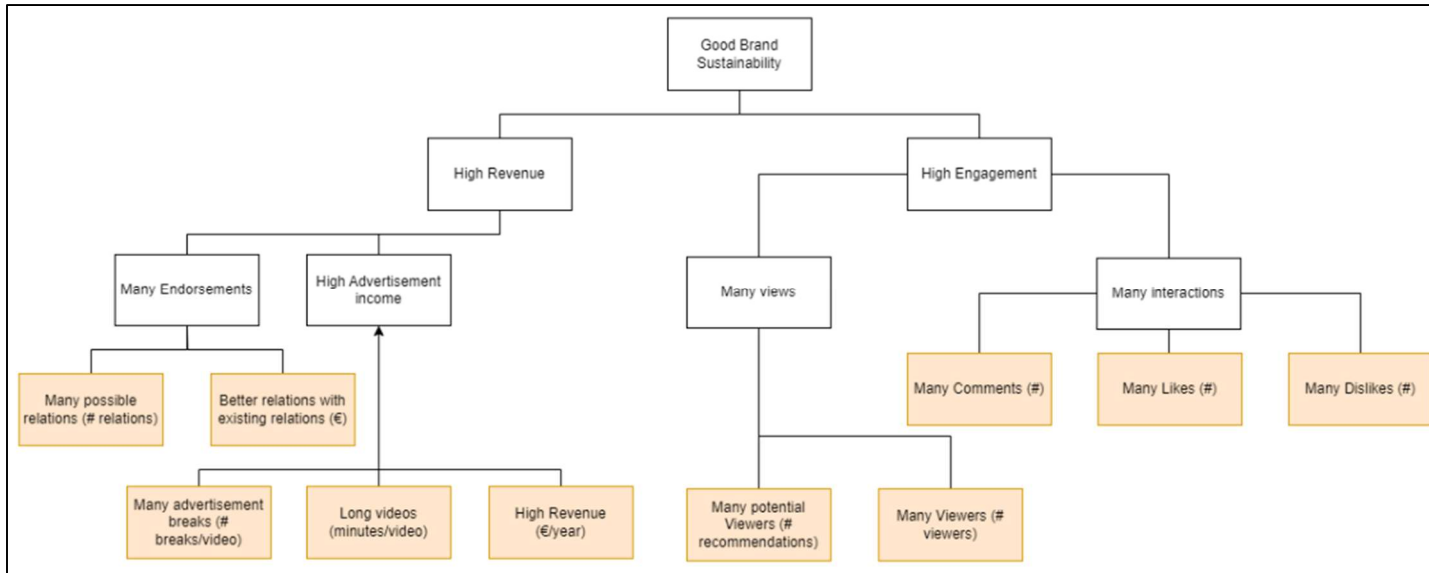 Good Brand
Sustainability
High Revenue
High Engagement
Many Endorsements
High Advertisement
income
Many views
Many interactions
Many possible
relations (# relations)
Better relations with
existing relations (€)
Many Comments (#)
Many Likes (#)
Many Dislikes (#)
Many advertisement
breaks (#
breaks/video)
Long videos
(minutes/video)
High Revenue
(€/year)
Many potential
Viewers (#
recommendations)
Many Viewers (#
viewers)